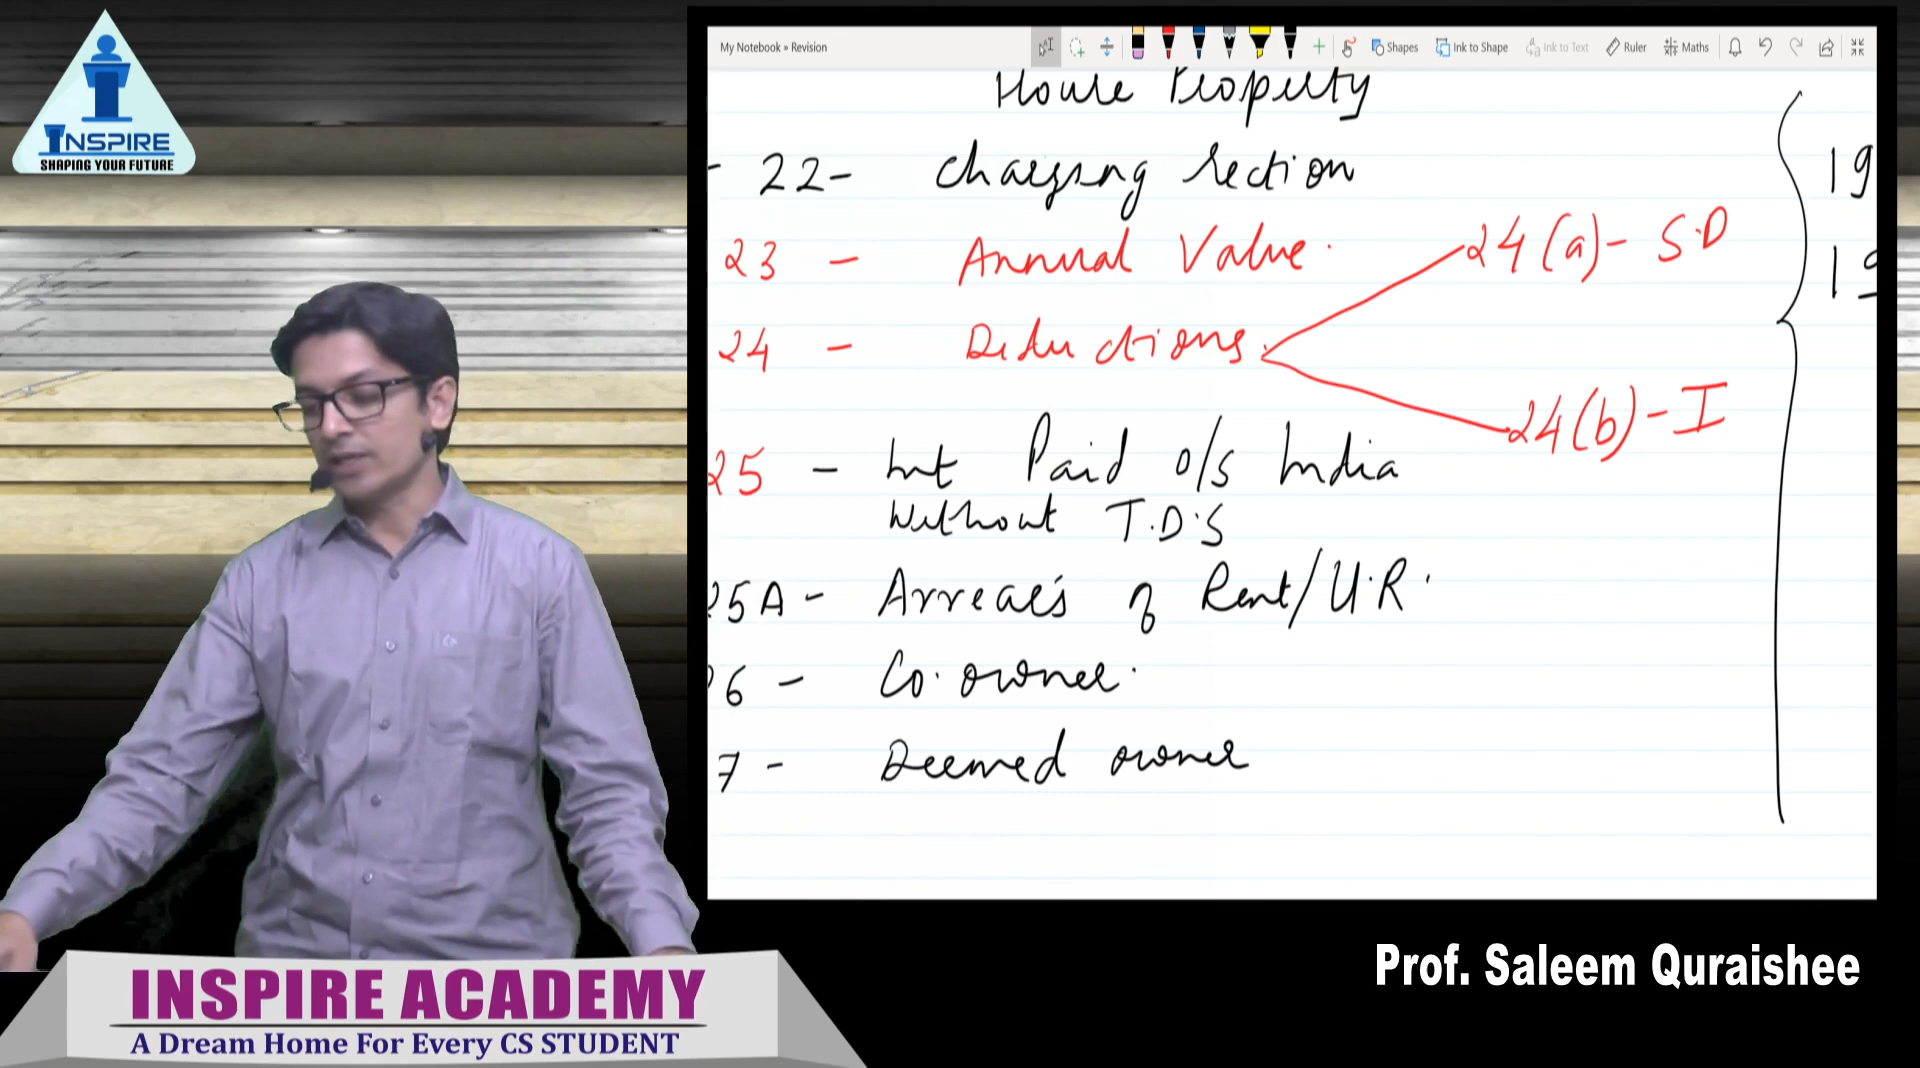 INSPIRE
SHAPING YOUR FUTURE
My Notebook » Revision
Shapes
Ink to Shape
Ink to Text
Ruler
Maths
House Property
- 22 - Charging Section
23 - Annual Value.
24(a) - S.D
24 - Deductions.
24(b) - I
25 - Int Paid o/s India
Without T.D.S
25A - Arrears of Rent/U.R.
6 - Co. owner.
7 - Deemed owner
19
19
Prof. Saleem Quraishee
INSPIRE ACADEMY
A Dream Home For Every CS STUDENT